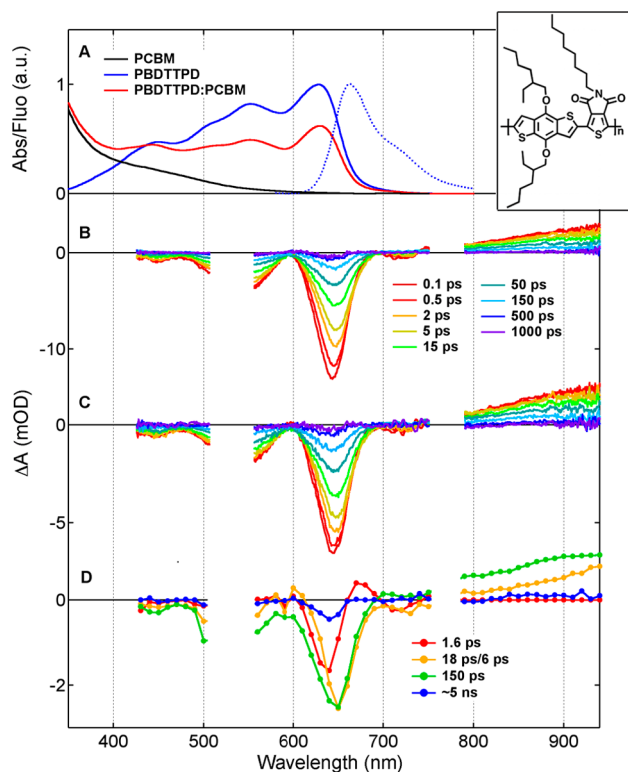 A
PCBM
PBDTTPD
PBDTTPD:PCBM
Abs/Fluo (a.u.)
1
0
O
O
S
S
S
O
N
O
n
B
0
-10
0.1 ps
0.5 ps
2 ps
5 ps
15 ps
50 ps
150 ps
500 ps
1000 ps
C
0
-5
ΔA (mOD)
D
0
-2
1.6 ps
18 ps/6 ps
150 ps
~5 ns
400 500 600 700 800 900
Wavelength (nm)